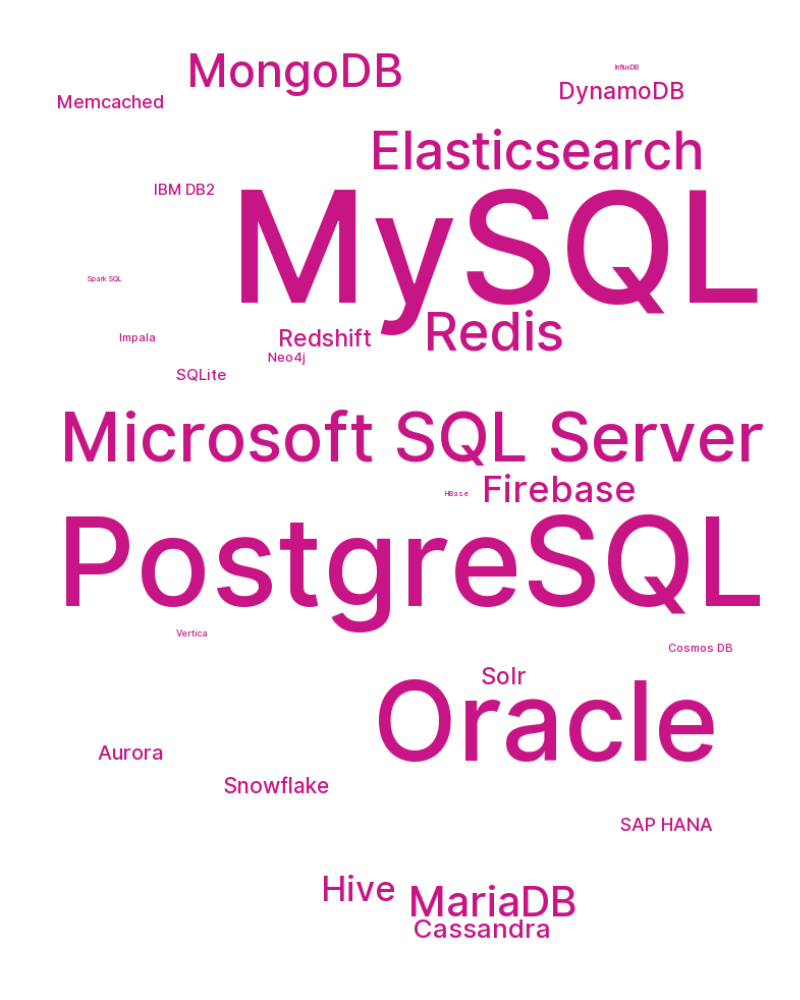 MongoDB
InfluxDB
DynamoDB
Memcached
Elasticsearch
IBM DB2
MySQL
Spark SQL
Redis
Impala
Redshift
Neo4j
SQLite
Microsoft SQL Server
Firebase
HBase
PostgreSQL
Vertica
Cosmos DB
Solr
Oracle
Aurora
Snowflake
SAP HANA
Hive
MariaDB
Cassandra